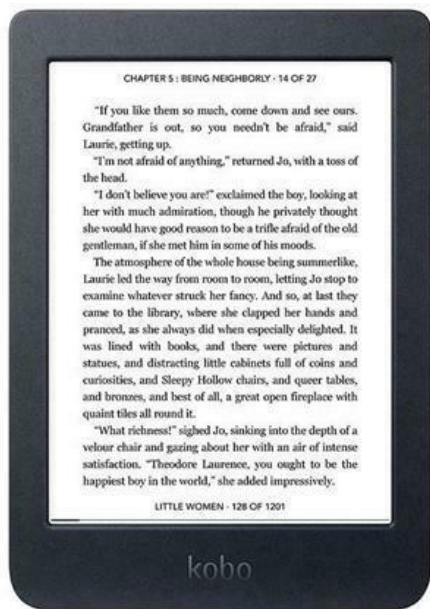 CHAPTER 5 : BEING NEIGHBORLY · 14 OF 27
"If you like them so much, come down and see ours.
Grandfather is out, so you needn't be afraid," said
Laurie, getting up.
"I'm not afraid of anything," returned Jo, with a toss of
the head.
"I don't believe you are!" exclaimed the boy, looking at
her with much admiration, though he privately thought
she would have good reason to be a trifle afraid of the old
gentleman, if she met him in some of his moods.
The atmosphere of the whole house being summerlike,
Laurie led the way from room to room, letting Jo stop to
examine whatever struck her fancy. And so, at last they
came to the library, where she clapped her hands and
pranced, as she always did when especially delighted. It
was lined with books, and there were pictures and
statues, and distracting little cabinets full of coins and
curiosities, and Sleepy Hollow chairs, and queer tables,
and bronzes, and best of all, a great open fireplace with
quaint tiles all round it.
"What richness!" sighed Jo, sinking into the depth of a
velour chair and gazing about her with an air of intense
satisfaction. "Theodore Laurence, you ought to be the
happiest boy in the world," she added impressively.
LITTLE WOMEN · 128 OF 1201
kobo